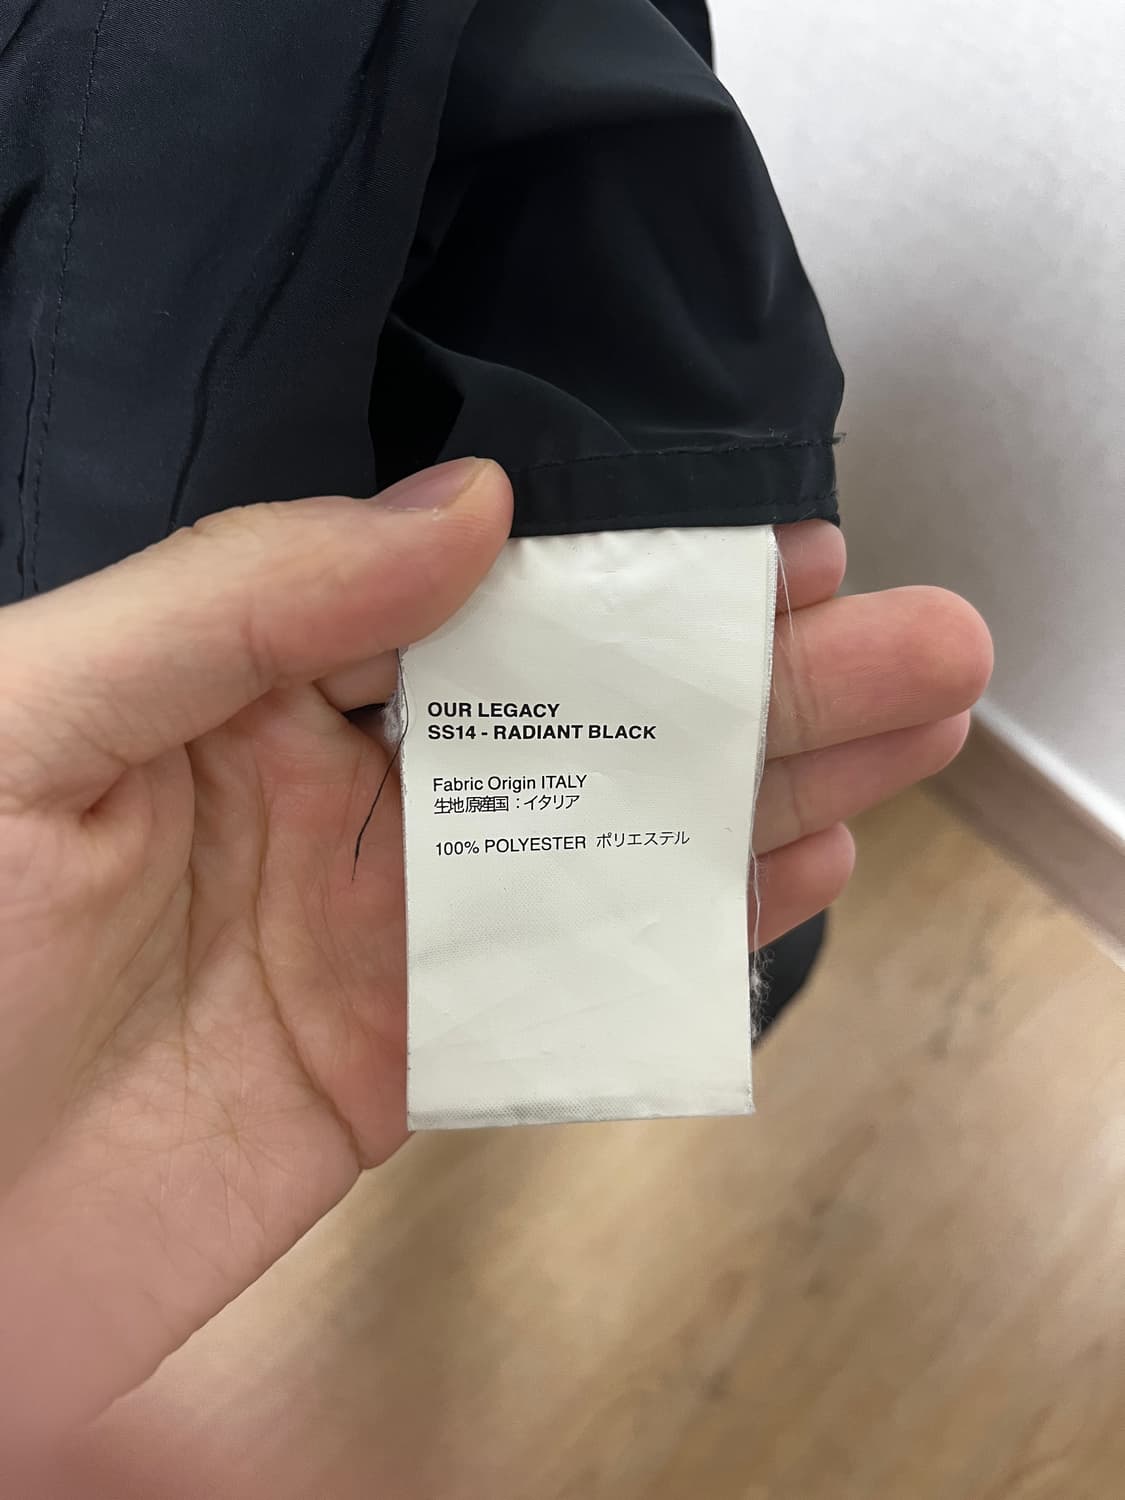 OUR LEGACY
SS14 - RADIANT BLACK
Fabric Origin ITALY
生地原産国：イタリア
100% POLYESTER ポリエステル